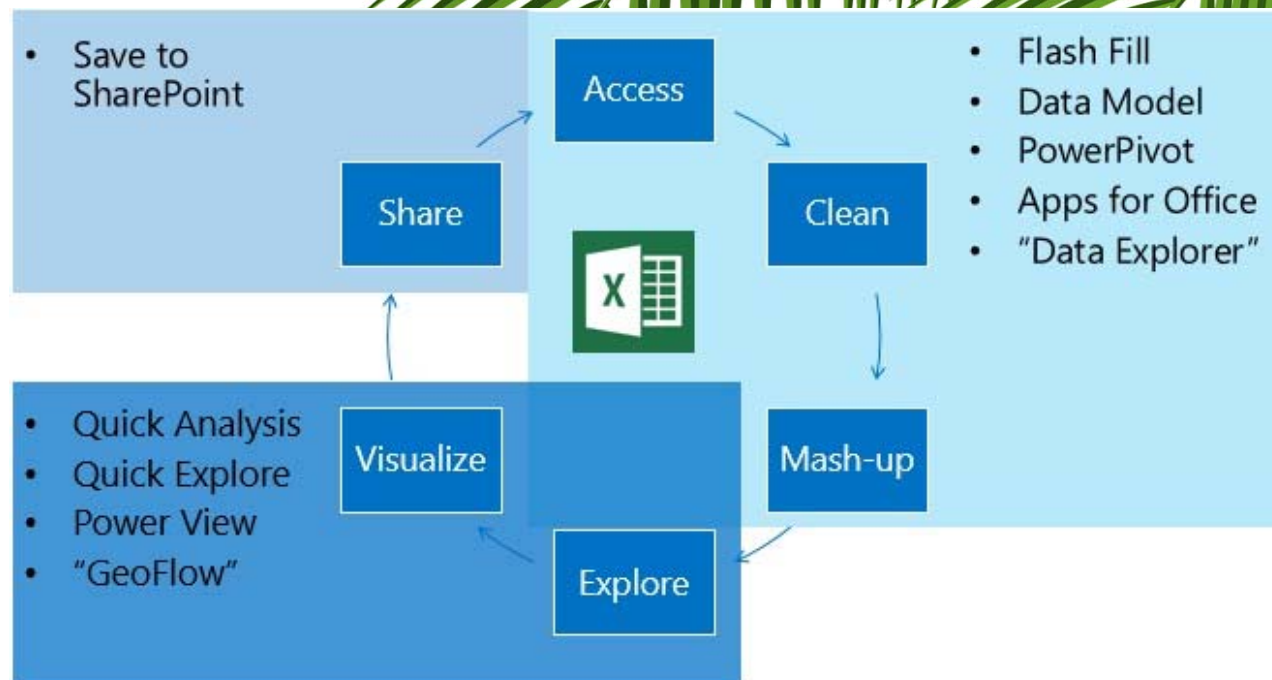 • Save to
SharePoint
Access
• Flash Fill
• Data Model
• PowerPivot
• Apps for Office
• "Data Explorer"
Share
Clean
X
• Quick Analysis
• Quick Explore
• Power View
• "GeoFlow"
Visualize
Mash-up
Explore